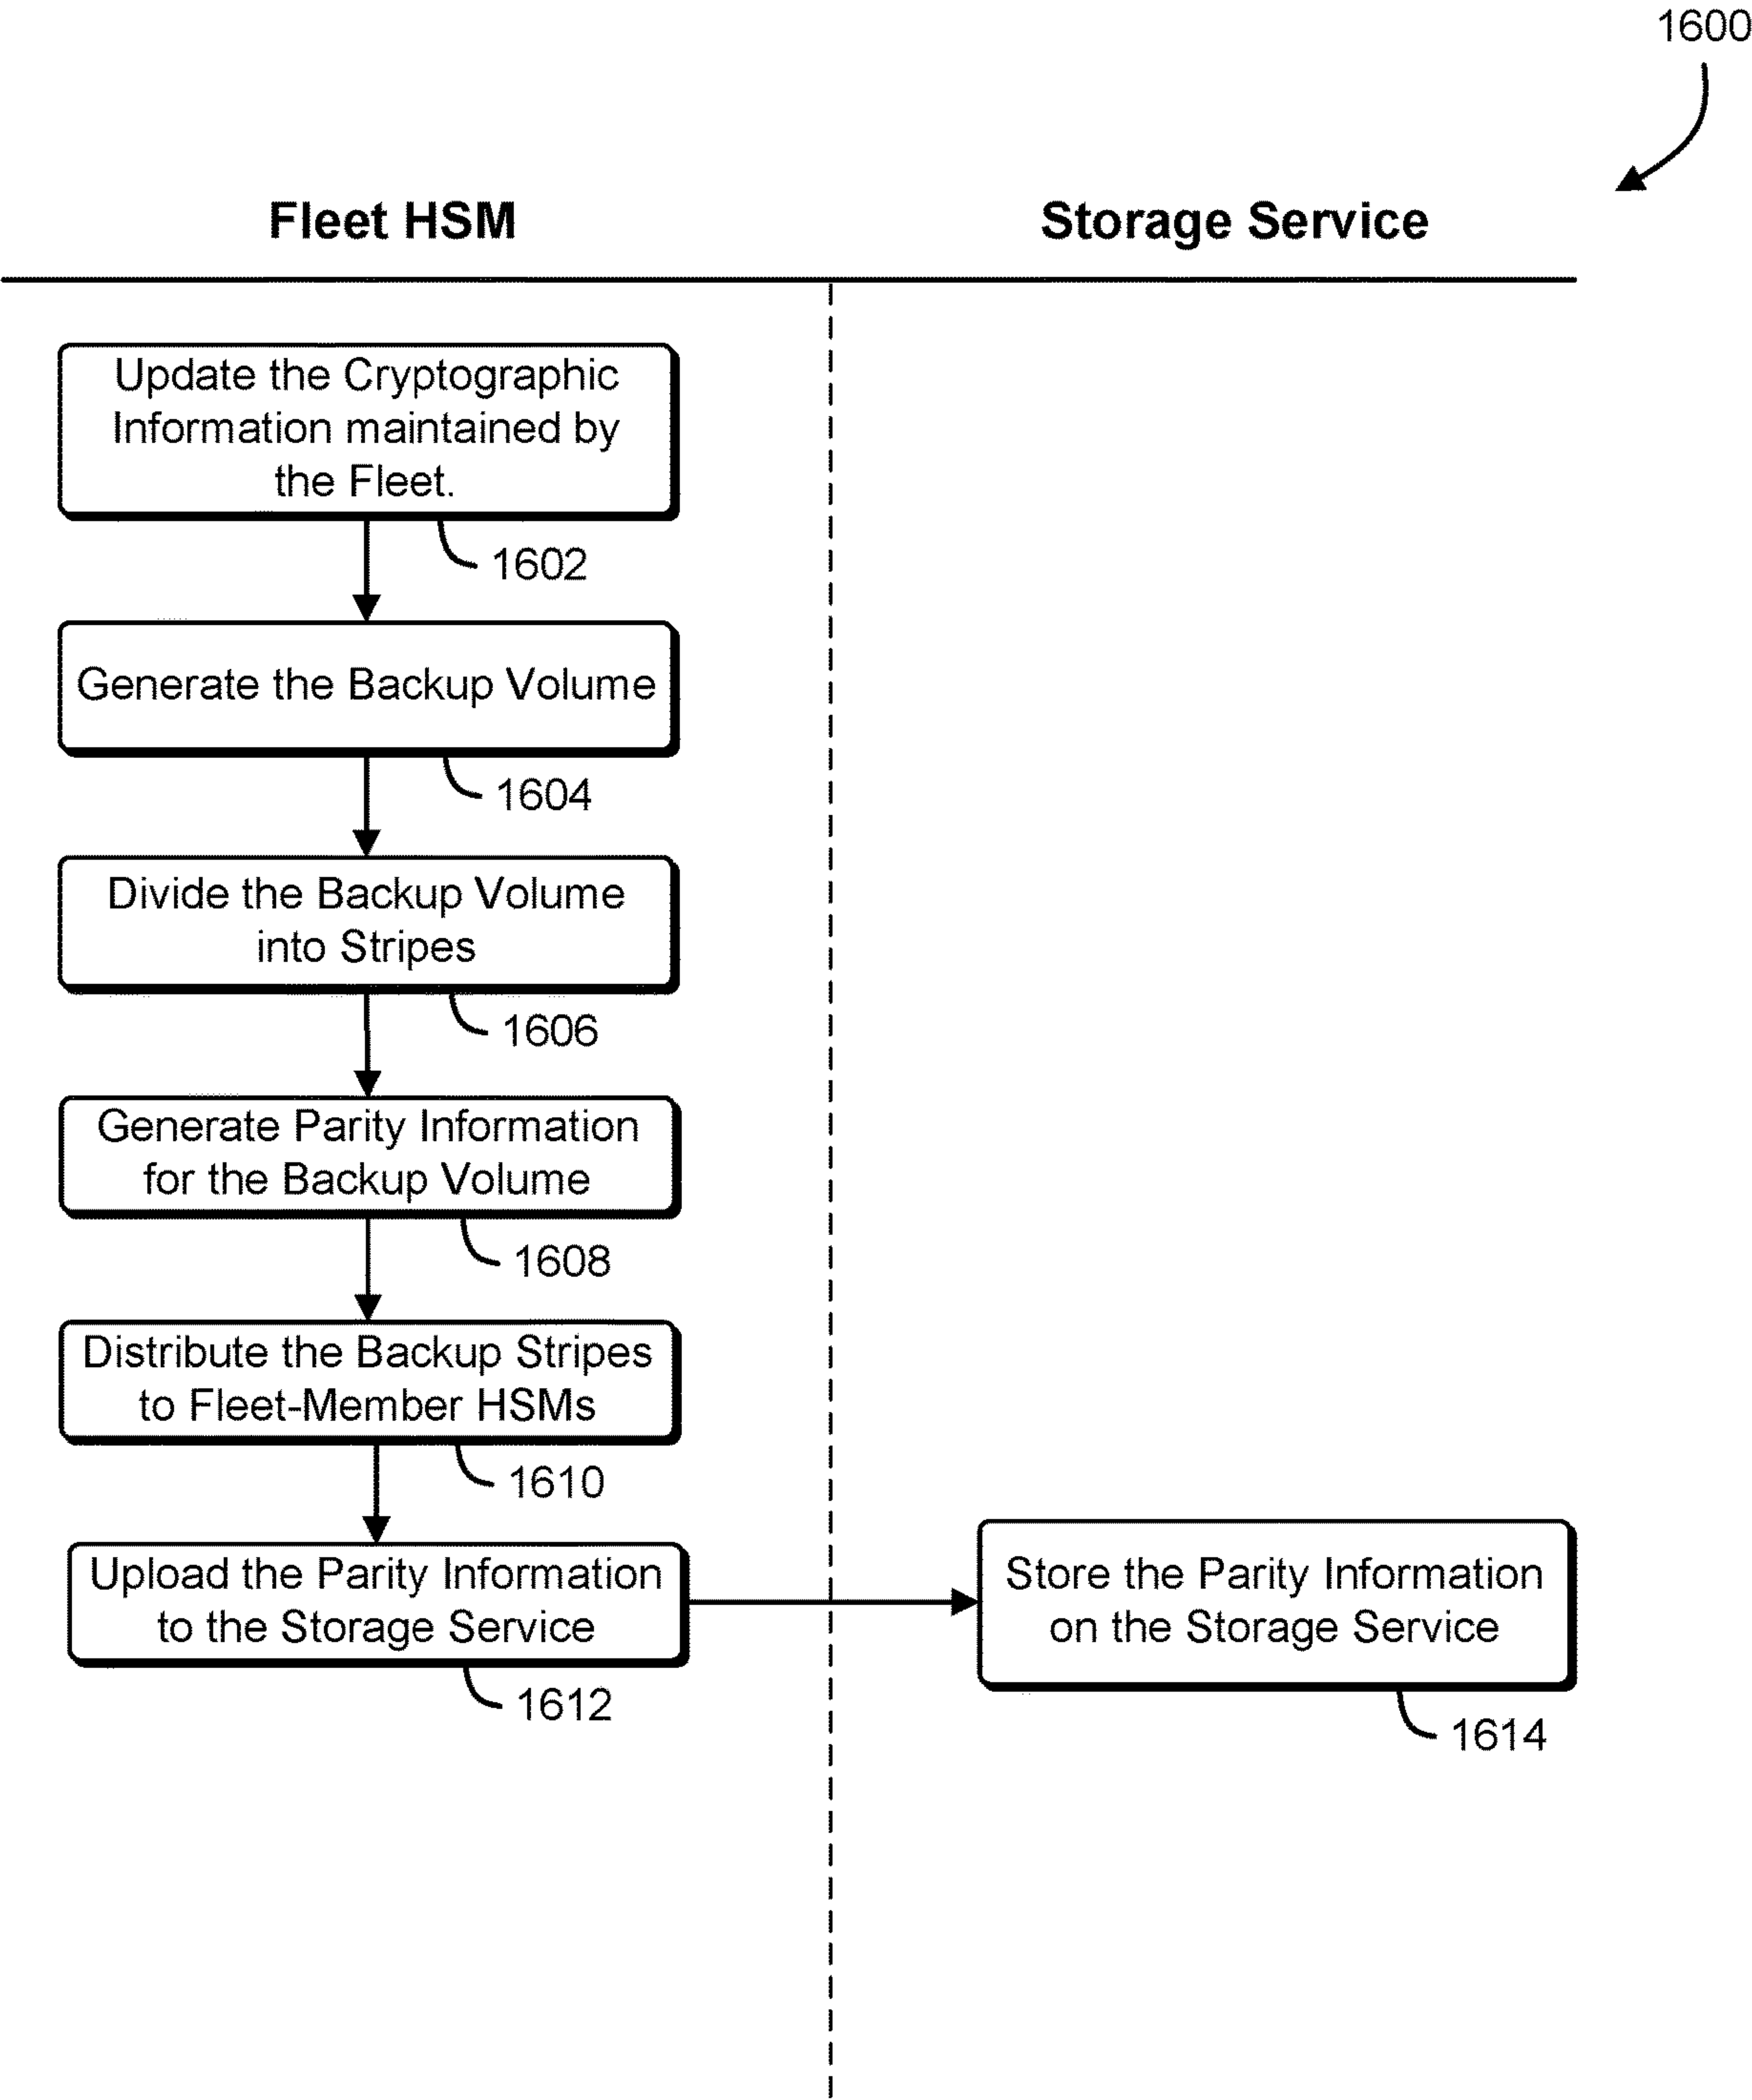 1600
Fleet HSM
Storage Service
Update the Cryptographic
Information maintained by
the Fleet.
1602
Generate the Backup Volume
1604
Divide the Backup Volume
into Stripes
1606
Generate Parity Information
for the Backup Volume
1608
Distribute the Backup Stripes
to Fleet-Member HSMs
1610
Upload the Parity Information
to the Storage Service
1612
Store the Parity Information
on the Storage Service
1614